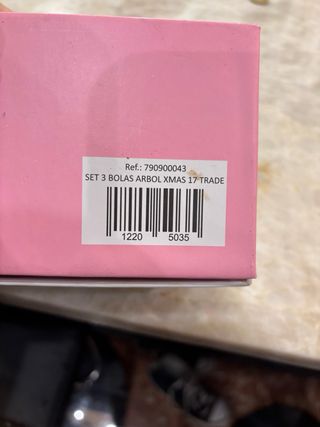 Ref.: 790900043
SET 3 BOLAS ARBOL XMAS 17 TRADE
1220 5035